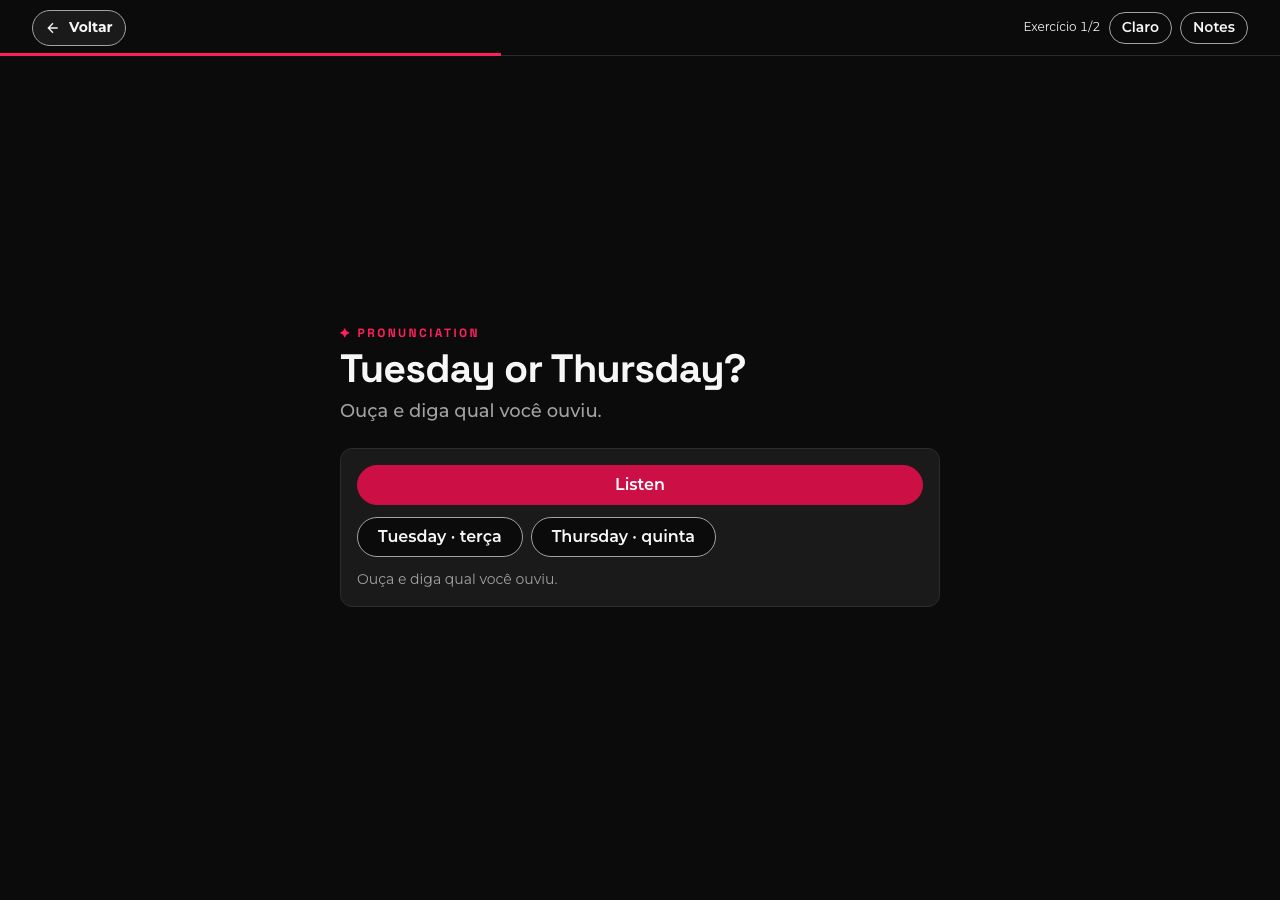 Voltar
Exercício 1/2
Claro
Notes
PRONUNCIATION
Tuesday or Thursday?
Ouça e diga qual você ouviu.
Listen
Tuesday · terça
Thursday · quinta
Ouça e diga qual você ouviu.